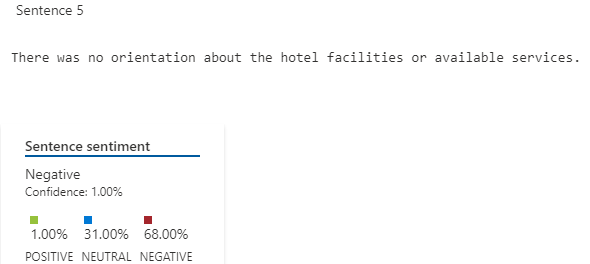 Sentence 5
There was no orientation about the hotel facilities or available services.
Sentence sentiment
Negative
Confidence: 1.00%
1.00% 31.00% 68.00%
POSITIVE NEUTRAL NEGATIVE